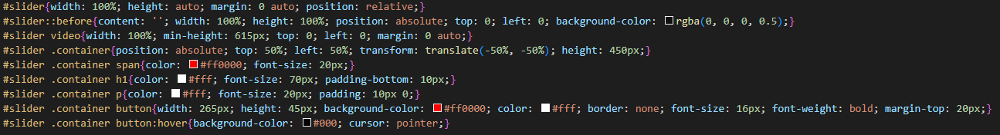 #slider{width: 100%; height: auto; margin: 0 auto; position: relative;}
#slider::before{content: ''; width: 100%; height: 100%; position: absolute; top: 0; left: 0; background-color: rgba(0, 0, 0, 0.5);}
#slider video{width: 100%; min-height: 615px; top: 0; left: 0; margin: 0 auto;}
#slider .container{position: absolute; top: 50%; left: 50%; transform: translate(-50%, -50%); height: 450px;}
#slider .container span{color: #ff0000; font-size: 20px;}
#slider .container h1{color: #fff; font-size: 70px; padding-bottom: 10px;}
#slider .container p{color: #fff; font-size: 20px; padding: 10px 0;}
#slider .container button{width: 265px; height: 45px; background-color: #ff0000; color: #fff; border: none; font-size: 16px; font-weight: bold; margin-top: 20px;}
#slider .container button:hover{background-color: #000; cursor: pointer;}